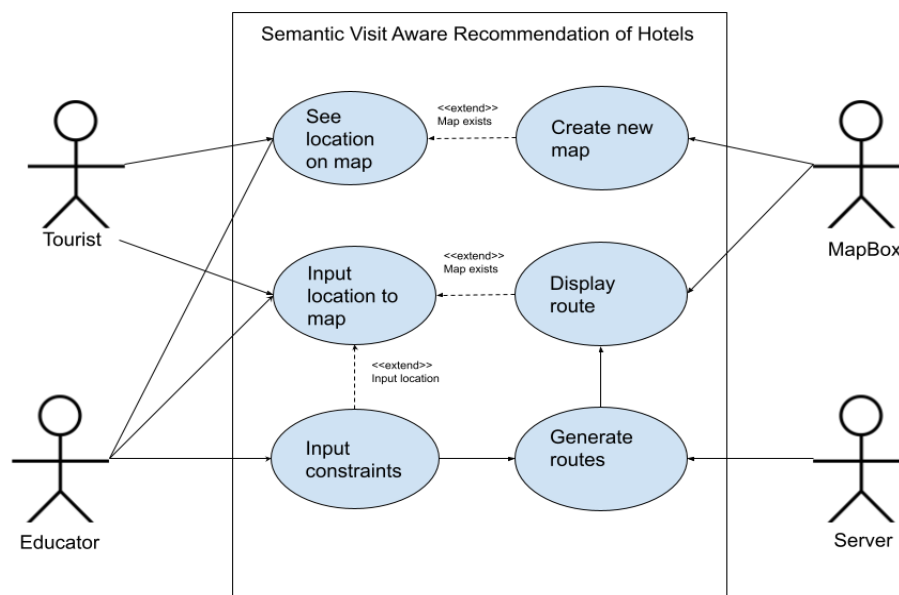 Semantic Visit Aware Recommendation of Hotels
See
location
on map
<<extend>>
Map exists
Create new
map
Tourist
MapBox
Input
location to
map
<<extend>>
Map exists
Display
route
<<extend>>
Input location
Input
constraints
Generate
routes
Educator
Server